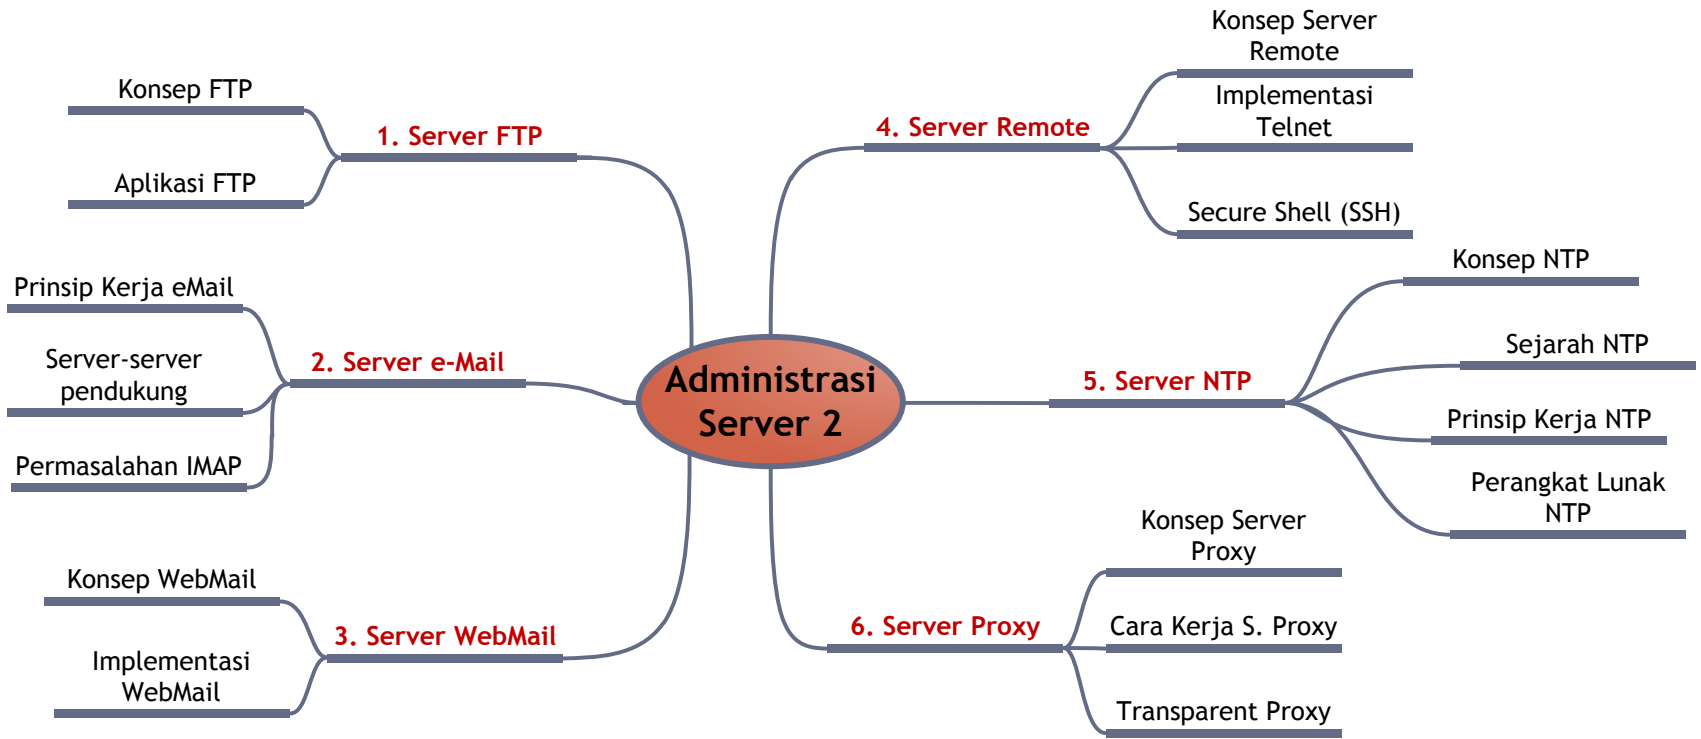 Administrasi
Server 2
1. Server FTP
Konsep FTP
Aplikasi FTP
2. Server e-Mail
Prinsip Kerja eMail
Server-server
pendukung
Permasalahan IMAP
3. Server WebMail
Konsep WebMail
Implementasi
WebMail
4. Server Remote
Konsep Server
Remote
Implementasi
Telnet
Secure Shell (SSH)
5. Server NTP
Konsep NTP
Sejarah NTP
Prinsip Kerja NTP
Perangkat Lunak
NTP
6. Server Proxy
Konsep Server
Proxy
Cara Kerja S. Proxy
Transparent Proxy